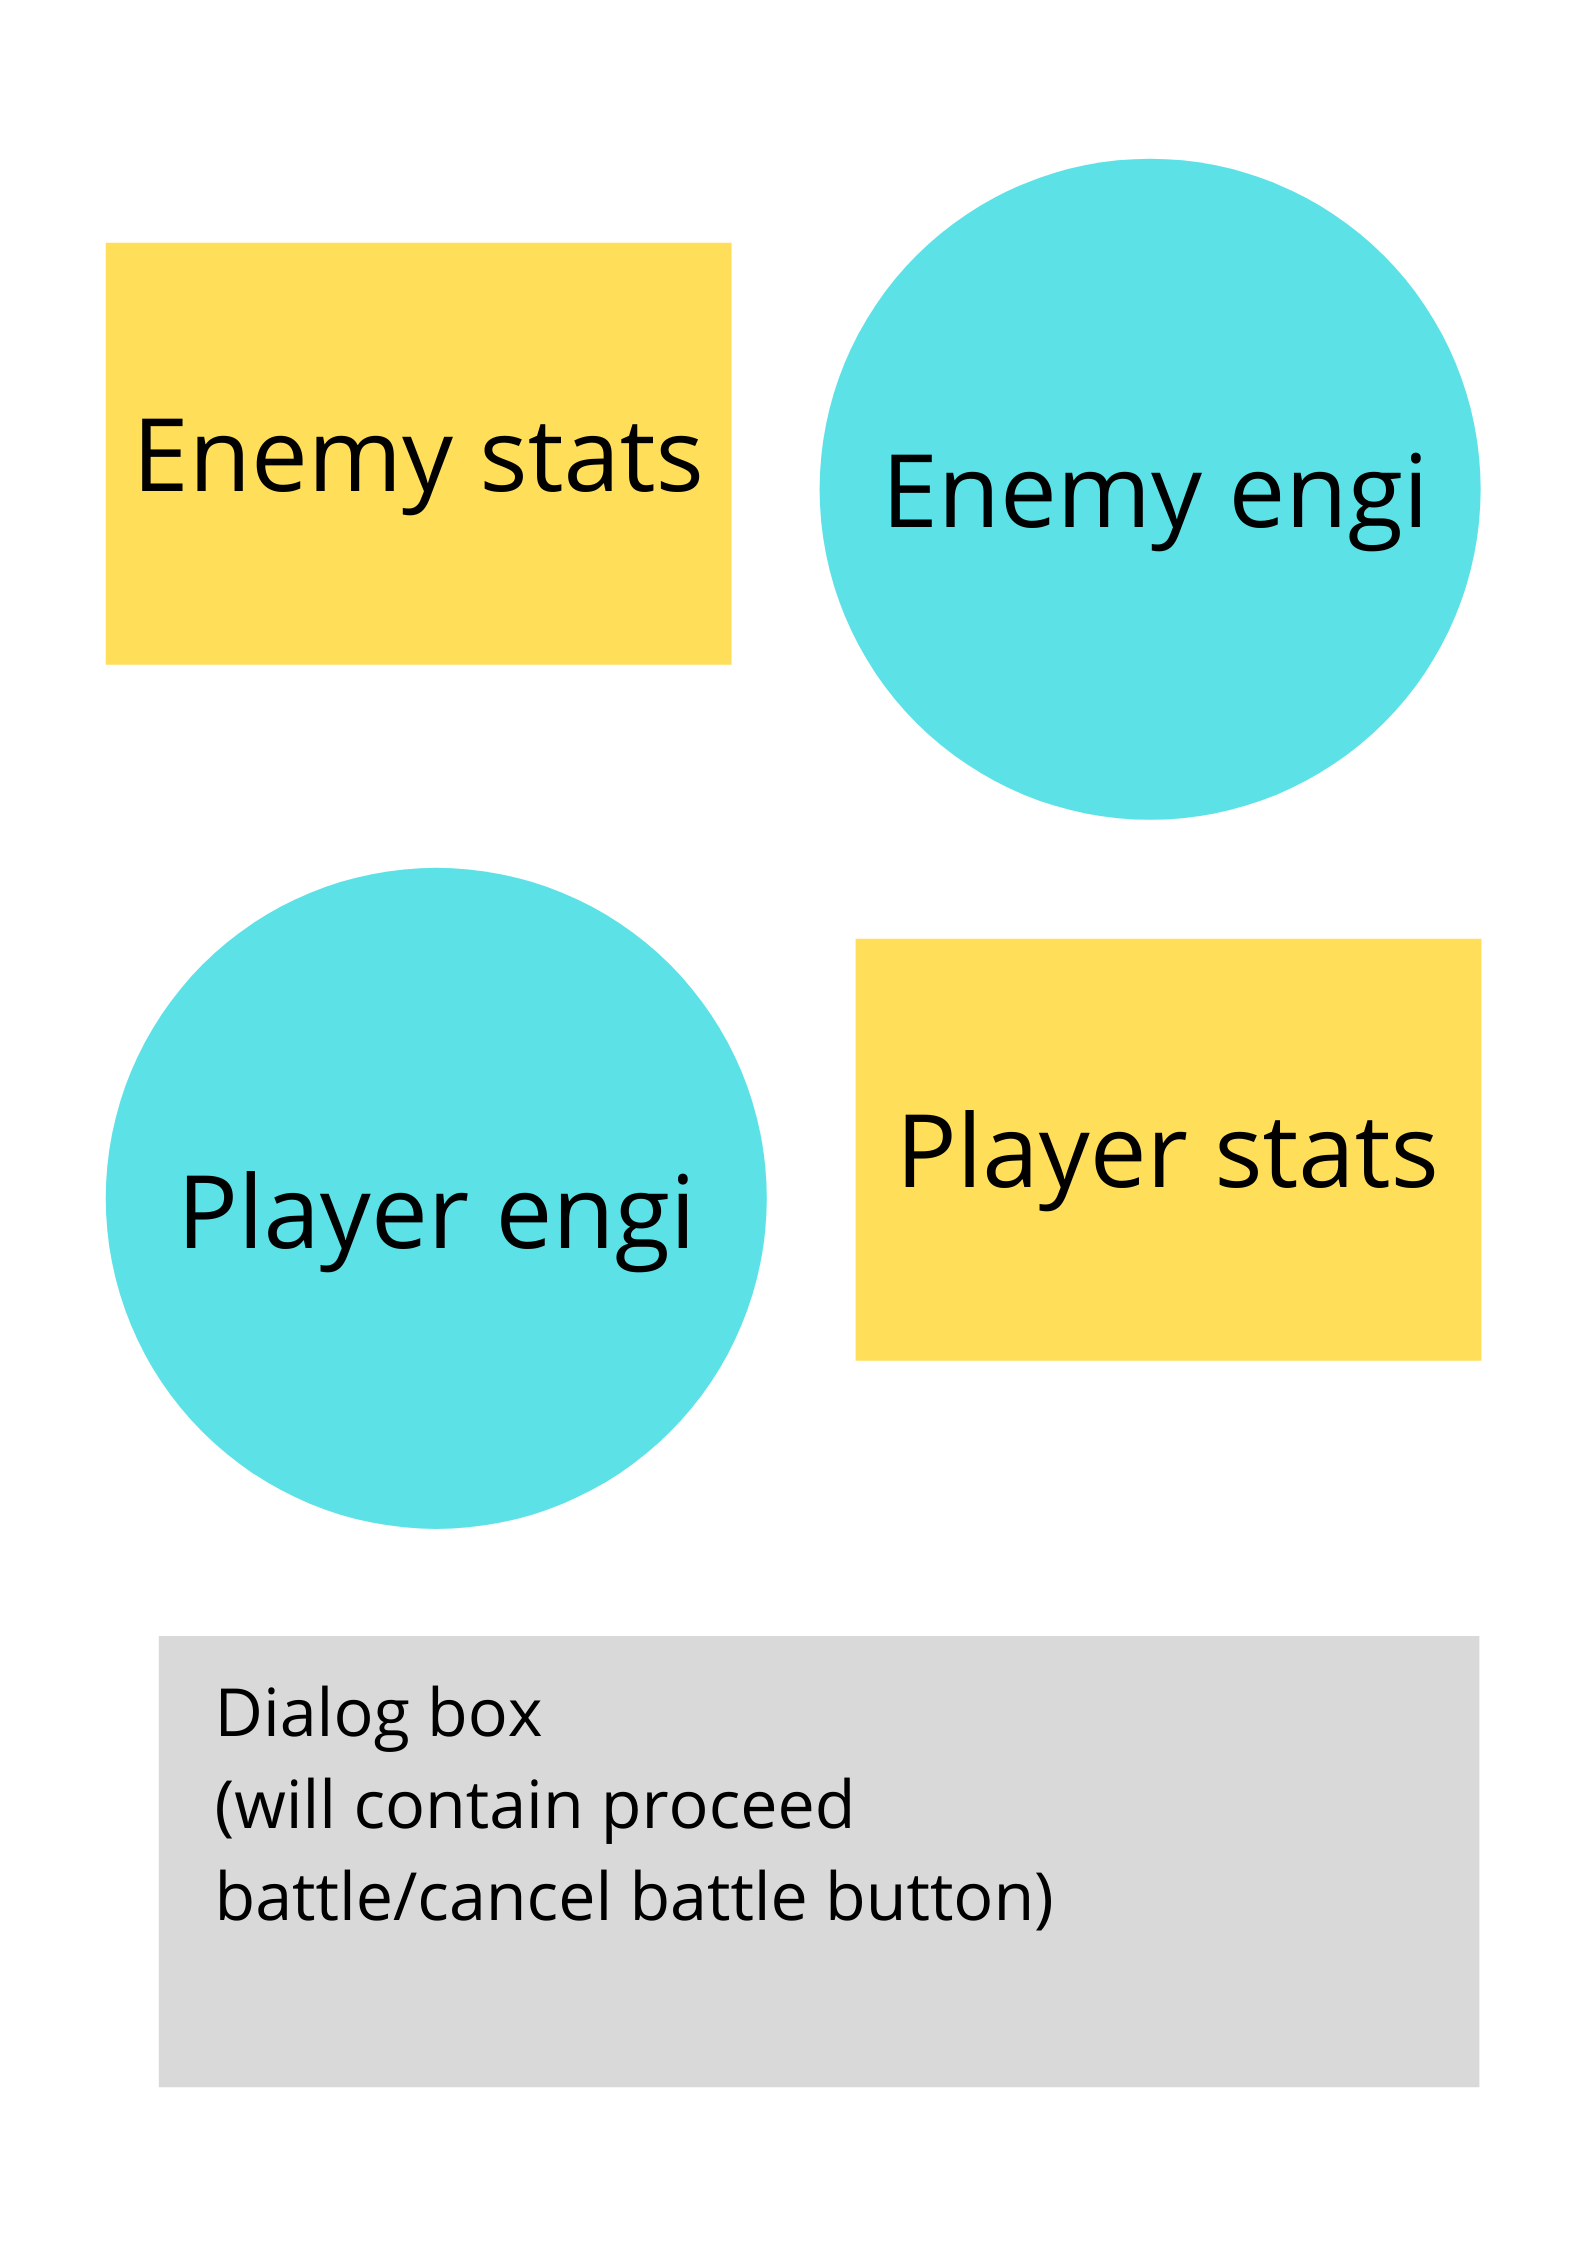 Enemy stats
Enemy engi
Player engi
Player stats
Dialog box
(will contain proceed
battle/cancel battle button)